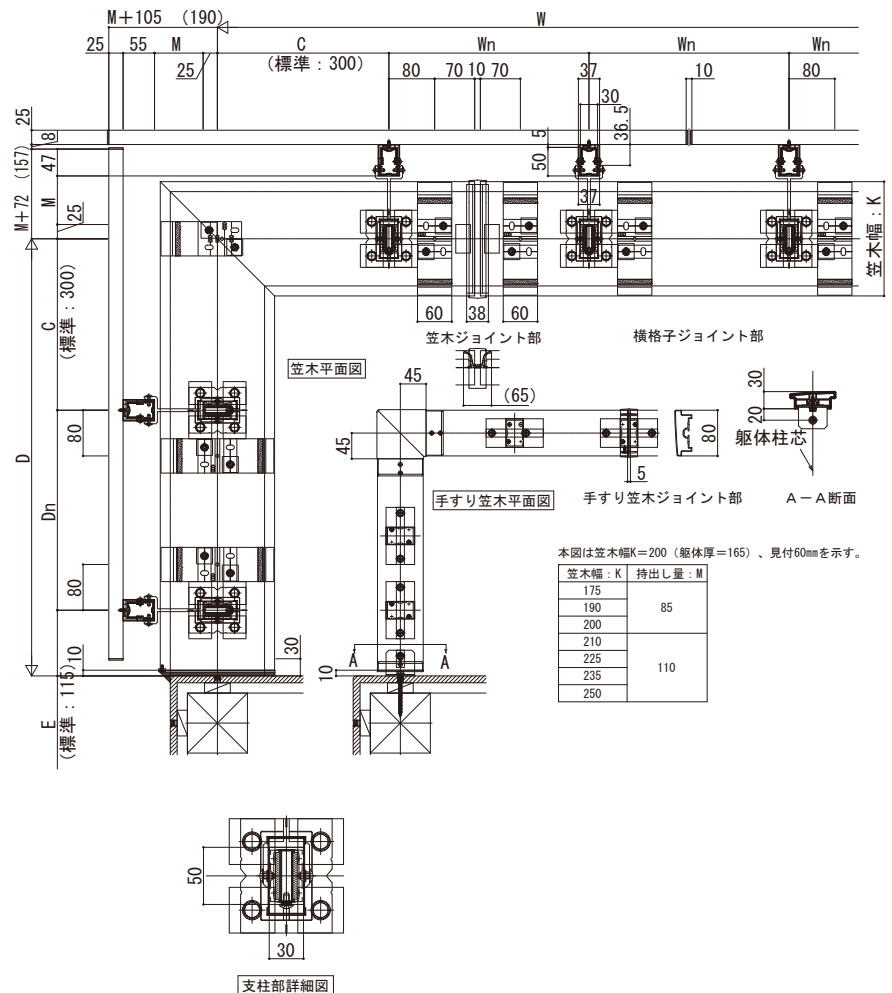 M＋105　(190)
W
25
55
M
25
C
(標準：300)
Wn
Wn
Wn
80
70
10
70
37
30
36.5
10
80
25
8
47
M＋72　(157)
M
25
5
50
37
笠木幅：K
60
38
60
笠木ジョイント部
横格子ジョイント部
C
(標準：300)
笠木平面図
45
(65)
30
20
80
45
80
躯体柱芯
5
D
Dn
手すり笠木平面図
手すり笠木ジョイント部
A－A断面
本図は笠木幅K＝200（躯体厚＝165）、見付60㎜を示す。
笠木幅：K　持出し量：M
175
190
200
85
210
225
235
250
110
80
30
10
A
A
10
E
(標準：115)
50
30
支柱部詳細図